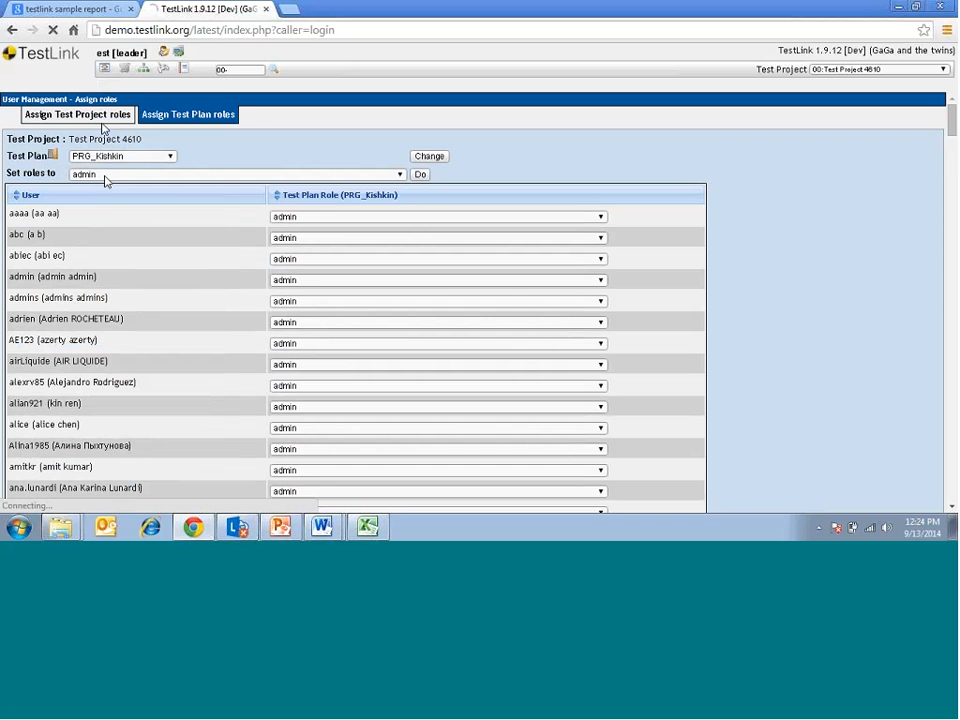 testlink sample report - G
TestLink 1.9.12 [Dev] (GaG
demo.testlink.org/latest/index.php?caller=login
TestLink
est [leader]
TestLink 1.9.12 [Dev] (GaGa and the twins)
00-
Test Project 00:Test Project 4610
User Management - Assign roles
Assign Test Project roles Assign Test Plan roles
Test Project : Test Project 4610
Test Plan PRG_Kishkin Change
Set roles to admin Do
User Test Plan Role (PRG_Kishkin)
aaaa (aa aa) admin
abc (a b) admin
abiec (abi ec) admin
admin (admin admin) admin
admins (admins admins) admin
adrien (Adrien ROCHETEAU) admin
AE123 (azerty azerty) admin
airLiquide (AIR LIQUIDE) admin
alexrv85 (Alejandro Rodriguez) admin
alian921 (kin ren) admin
alice (alice chen) admin
Alina1985 (Алина Пыхтунова) admin
amitkr (amit kumar) admin
ana.lunardi (Ana Karina Lunardi) admin
Connecting...
12:24 PM
9/13/2014